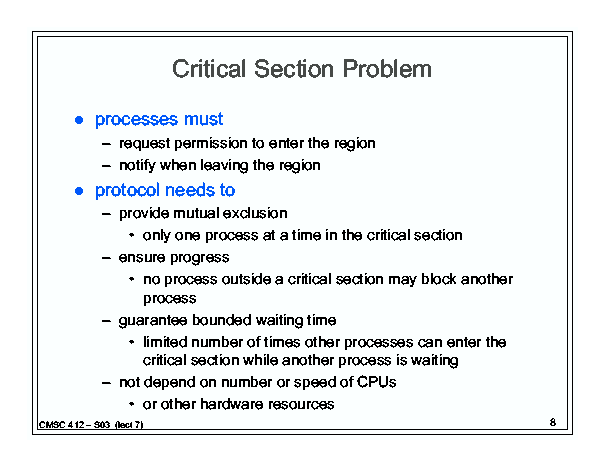 Critical Section Problem
● processes must
– request permission to enter the region
– notify when leaving the region
● protocol needs to
– provide mutual exclusion
• only one process at a time in the critical section
– ensure progress
• no process outside a critical section may block another
process
– guarantee bounded waiting time
• limited number of times other processes can enter the
critical section while another process is waiting
– not depend on number or speed of CPUs
• or other hardware resources
CMSC 412 – S03 (lect 7)
8